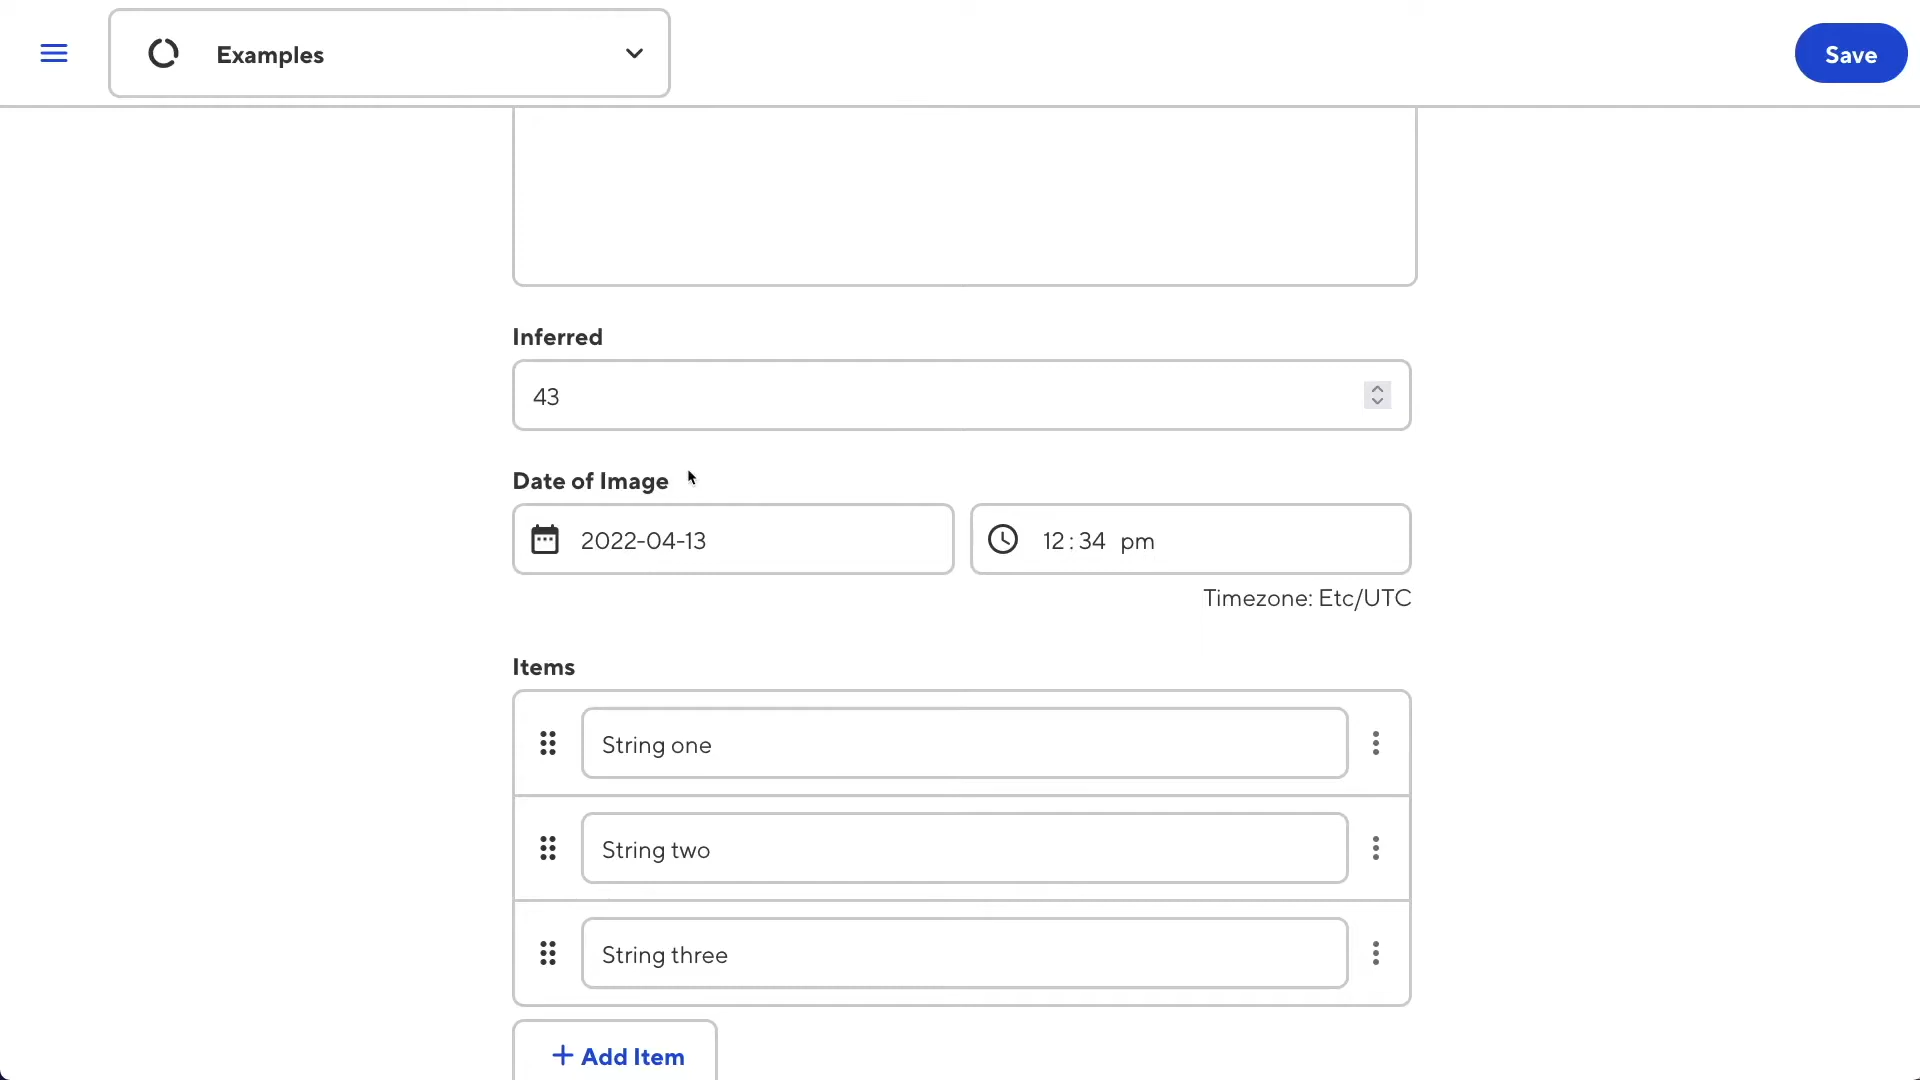 Examples
Save
Inferred
43
Date of Image
2022-04-13
12:34 pm
Timezone: Etc/UTC
Items
String one
String two
String three
Add Item